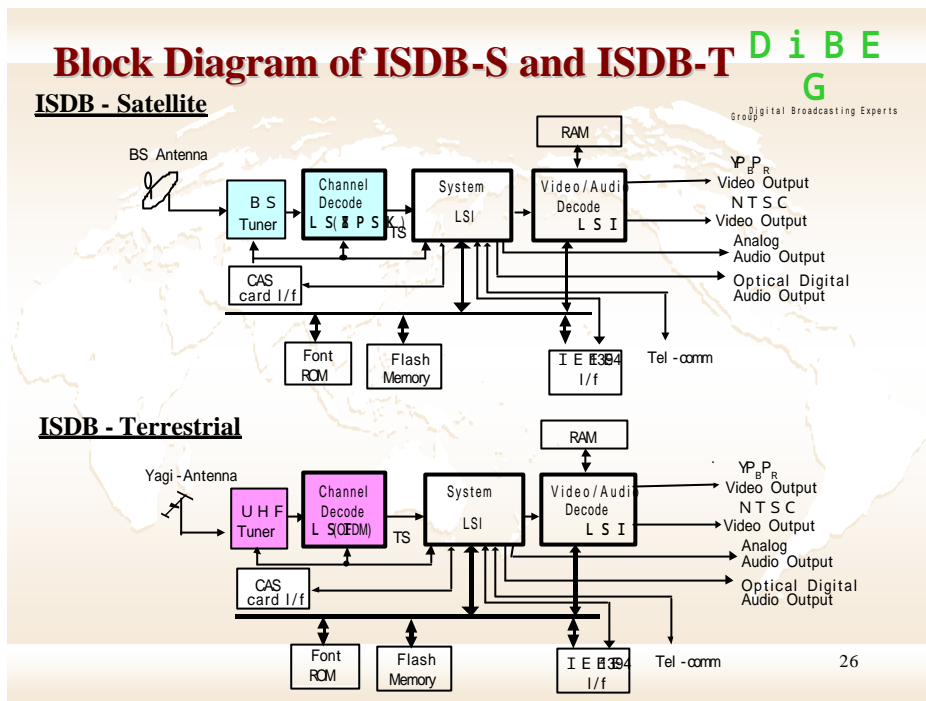 Block Diagram of ISDB-S and ISDB-T
D i B E
G
Digital Broadcasting Experts
Group
ISDB - Satellite
BS Antenna
B S
Tuner
Channel
Decode
TS
System
LSI
RAM
Video/Audio
Decode
L S I
YPBPR
Video Output
NTSC
Video Output
Analog
Audio Output
Optical Digital
Audio Output
CAS
card I/f
Font
ROM
Flash
Memory
IEEE1394
I/f
Tel-comm
ISDB - Terrestrial
Yagi-Antenna
UHF
Tuner
Channel
Decode
LSI(OFDM)
TS
System
LSI
RAM
Video/Audio
Decode
L S I
YPBPR
Video Output
NTSC
Video Output
Analog
Audio Output
Optical Digital
Audio Output
CAS
card I/f
Font
ROM
Flash
Memory
IEEE1394
I/f
Tel-comm
26